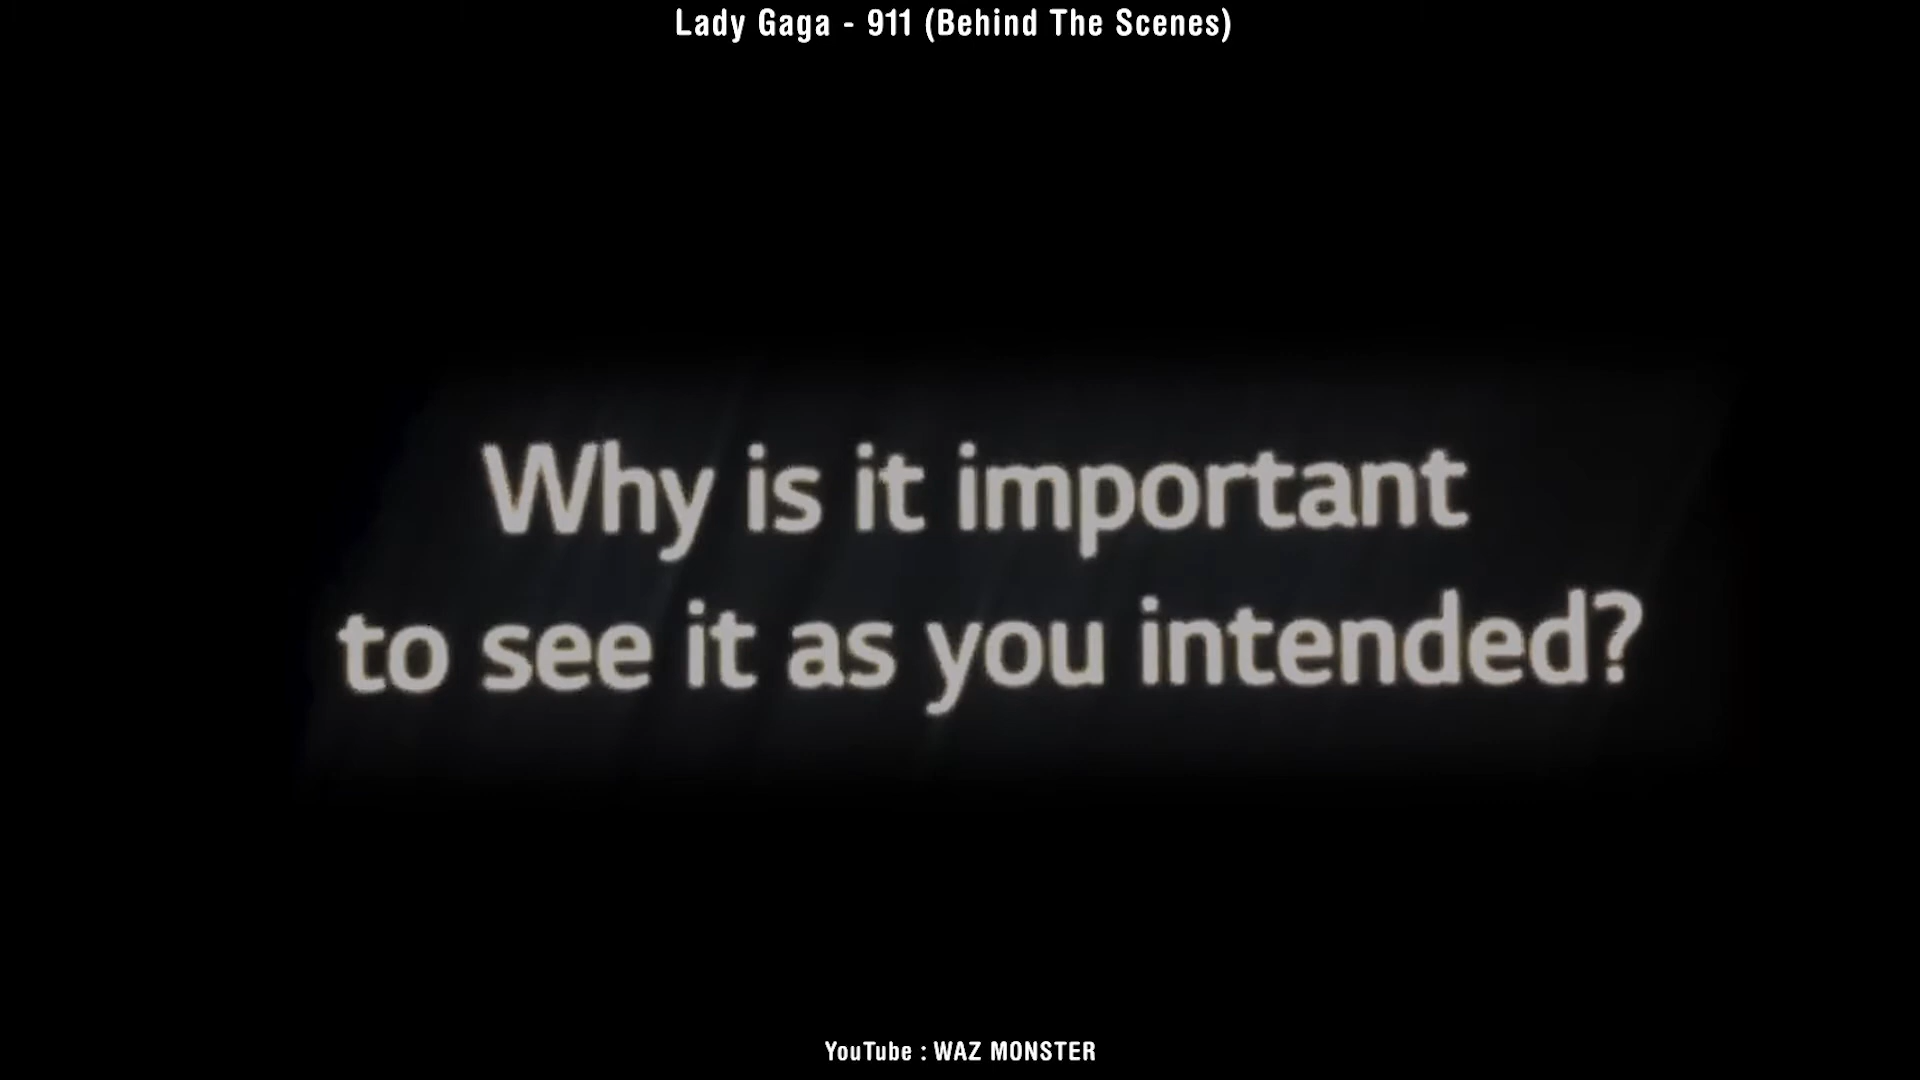 Lady Gaga - 911 (Behind The Scenes)
Why is it important
to see it as you intended?
YouTube : WAZ MONSTER